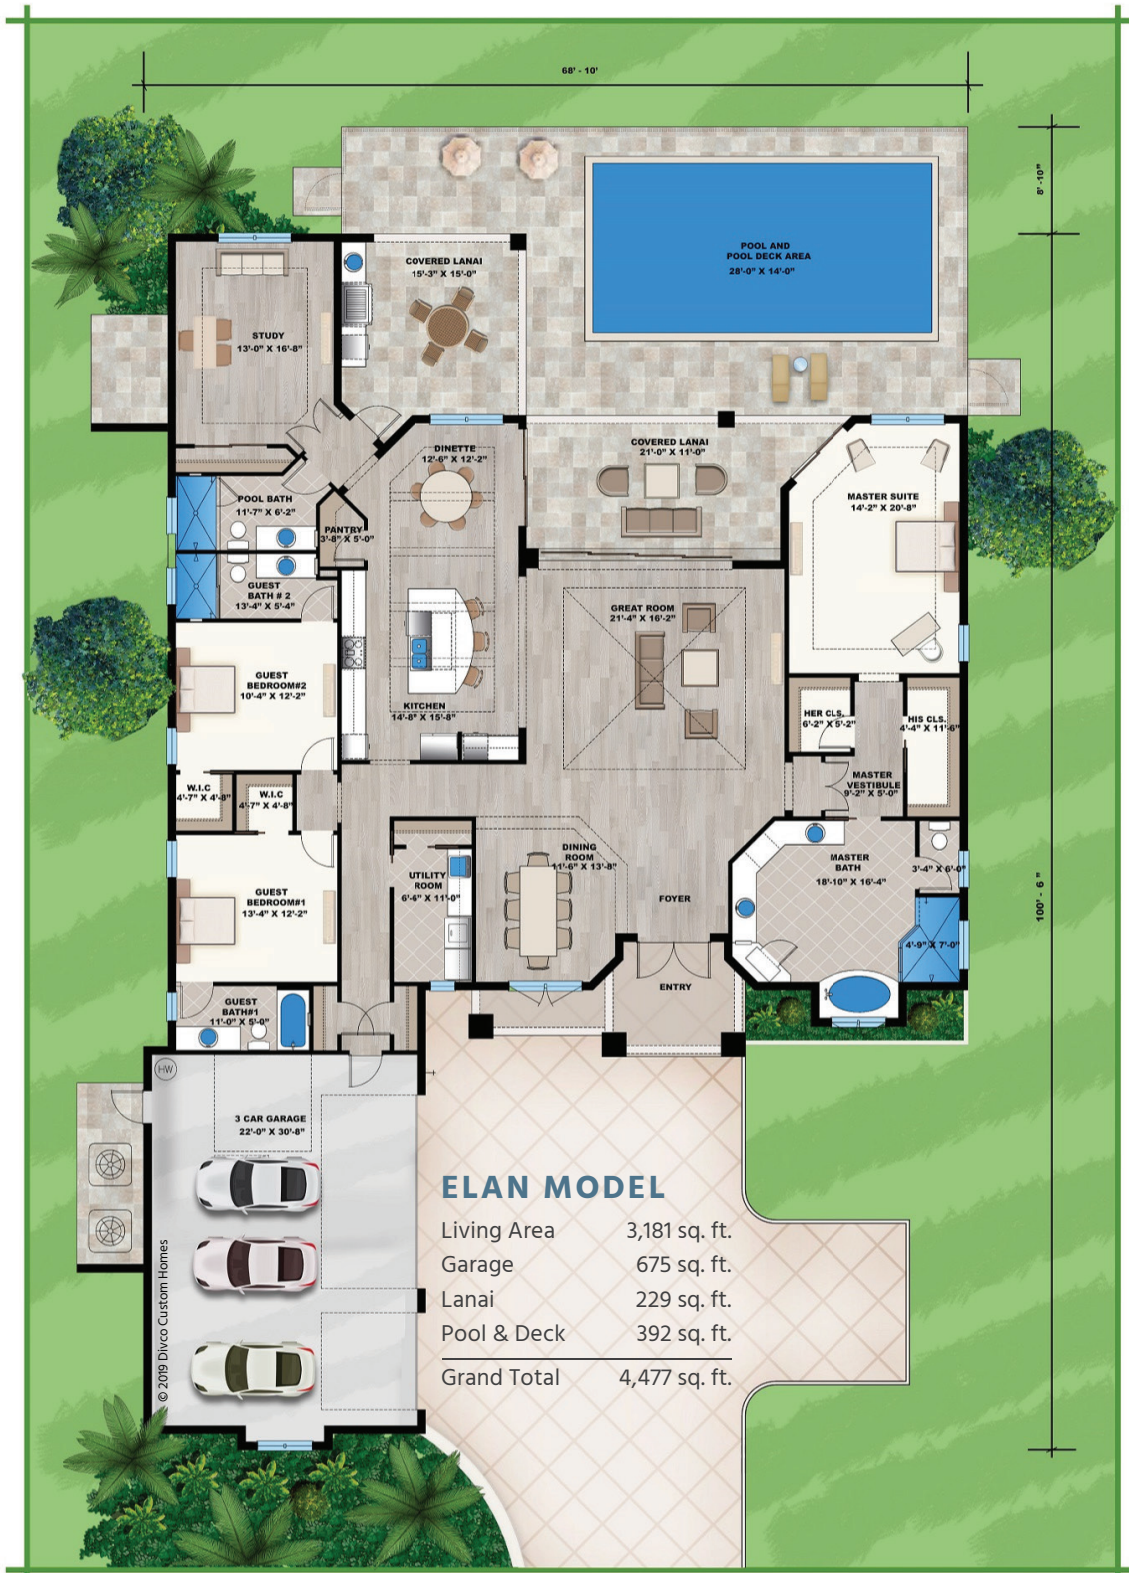 68' - 10'
8' -10"
COVERED LANAI
15'-3" X 15'-0"
POOL AND
POOL DECK AREA
28'-0" X 14'-0"
STUDY
13'-0" X 16'-8"
DINETTE
12'-6" X 12'-2"
COVERED LANAI
21'-0" X 11'-0"
MASTER SUITE
14'-2" X 20'-8"
POOL BATH
11'-7" X 6'-2"
PANTRY
3'-8" X 5'-0"
GUEST
BATH # 2
13'-4" X 5'-4"
GREAT ROOM
21'-4" X 16'-2"
GUEST
BEDROOM#2
10'-4" X 12'-2"
KITCHEN
14'-8" X 15'-8"
HER CLS.
6'-2" X 5'-2"
HIS CLS.
4'-4" X 11'-6"
MASTER
VESTIBULE
9'-2" X 5'-0"
W.I.C
4'-7" X 4'-8"
W.I.C
4'-7" X 4'-8"
DINING
ROOM
11'-6" X 13'-8"
MASTER
BATH
18'-10" X 16'-4"
3'-4" X 6'-0"
UTILITY
ROOM
6'-6" X 11'-0"
GUEST
BEDROOM#1
13'-4" X 12'-2"
FOYER
100' - 6 "
4'-9" X 7'-0"
ENTRY
GUEST
BATH#1
11'-0" X 5'-0"
HW
3 CAR GARAGE
22'-0" X 30'-8"
ELAN MODEL
Living Area 3,181 sq. ft.
Garage 675 sq. ft.
Lanai 229 sq. ft.
Pool & Deck 392 sq. ft.
Grand Total 4,477 sq. ft.
© 2019 Divco Custom Homes